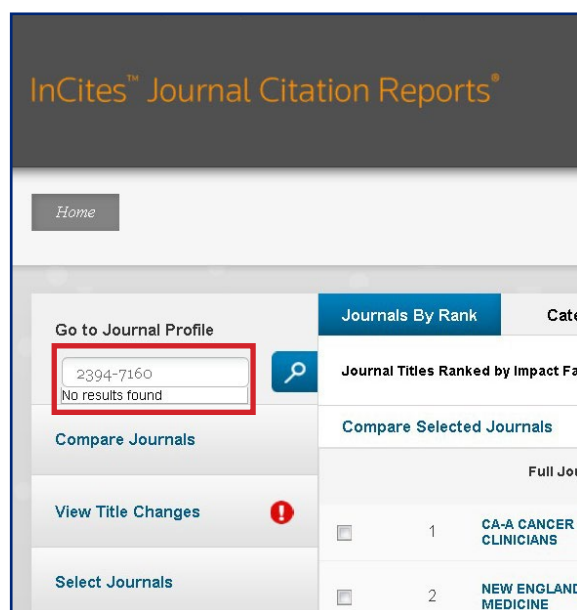 InCites™ Journal Citation Reports®
Home
Go to Journal Profile
2394-7160
No results found
Compare Journals
View Title Changes
Select Journals
Journals By Rank
Journal Titles Ranked by Impact
Compare Selected Journals
Full
1 CA-A CANCER
CLINICIANS
2 NEW ENGLAND
MEDICINE